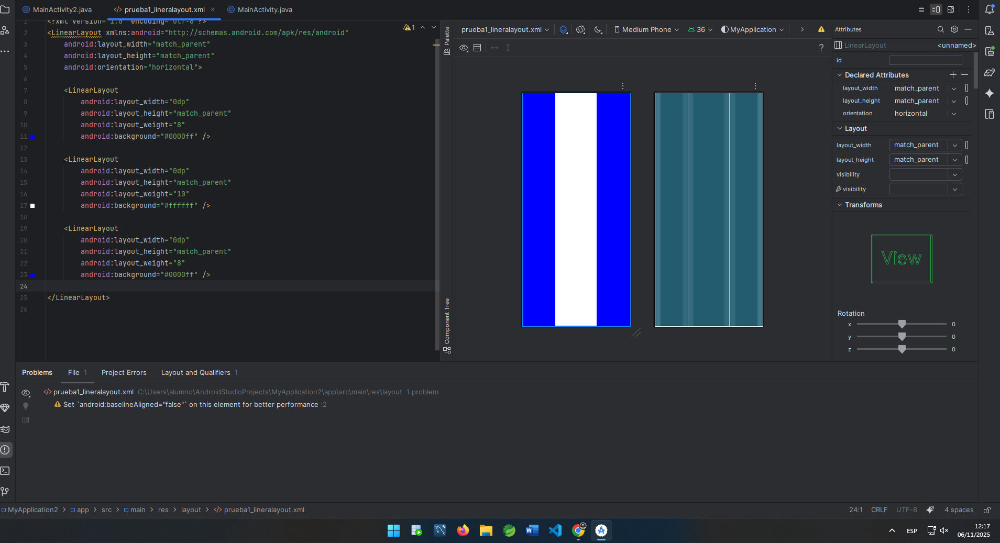 MainActivity2.java
prueba1_lineralayout.xml
MainActivity.java
1 <?xml version="1.0" encoding="utf-8"?>
2 <LinearLayout xmlns:android="http://schemas.android.com/apk/res/android"
3 android:layout_width="match_parent"
4 android:layout_height="match_parent"
5 android:orientation="horizontal">
6
7 <LinearLayout
8 android:layout_width="0dp"
9 android:layout_height="match_parent"
10 android:layout_weight="8"
11 android:background="#0000ff" />
12
13 <LinearLayout
14 android:layout_width="0dp"
15 android:layout_height="match_parent"
16 android:layout_weight="10"
17 android:background="#ffffff" />
18
19 <LinearLayout
20 android:layout_width="0dp"
21 android:layout_height="match_parent"
22 android:layout_weight="8"
23 android:background="#0000ff" />
24
25 </LinearLayout>
26
1
Palette
Component Tree
prueba1_lineralayout.xml
Medium Phone
36
MyApplication
?
Attributes
LinearLayout <unnamed>
id
Declared Attributes
layout_width match_parent
layout_height match_parent
orientation horizontal
Layout
layout_width match_parent
layout_height match_parent
visibility
visibility
Transforms
View
Rotation
x 0
y 0
z 0
Problems File 1 Project Errors Layout and Qualifiers 1
prueba1_lineralayout.xml C:\Users\alumno\AndroidStudioProjects\MyApplication2\app\src\main\res\layout 1 problem
Set `android:baselineAligned="false"` on this element for better performance :2
MyApplication2 > app > src > main > res > layout > prueba1_lineralayout.xml
24:1 CRLF UTF-8 4 spaces
ESP
12:17
06/11/2025